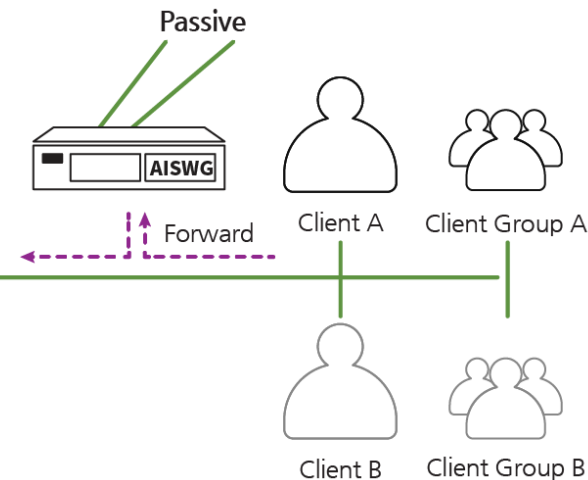 Passive
AISWG
Forward
Client A
Client Group A
Client B
Client Group B